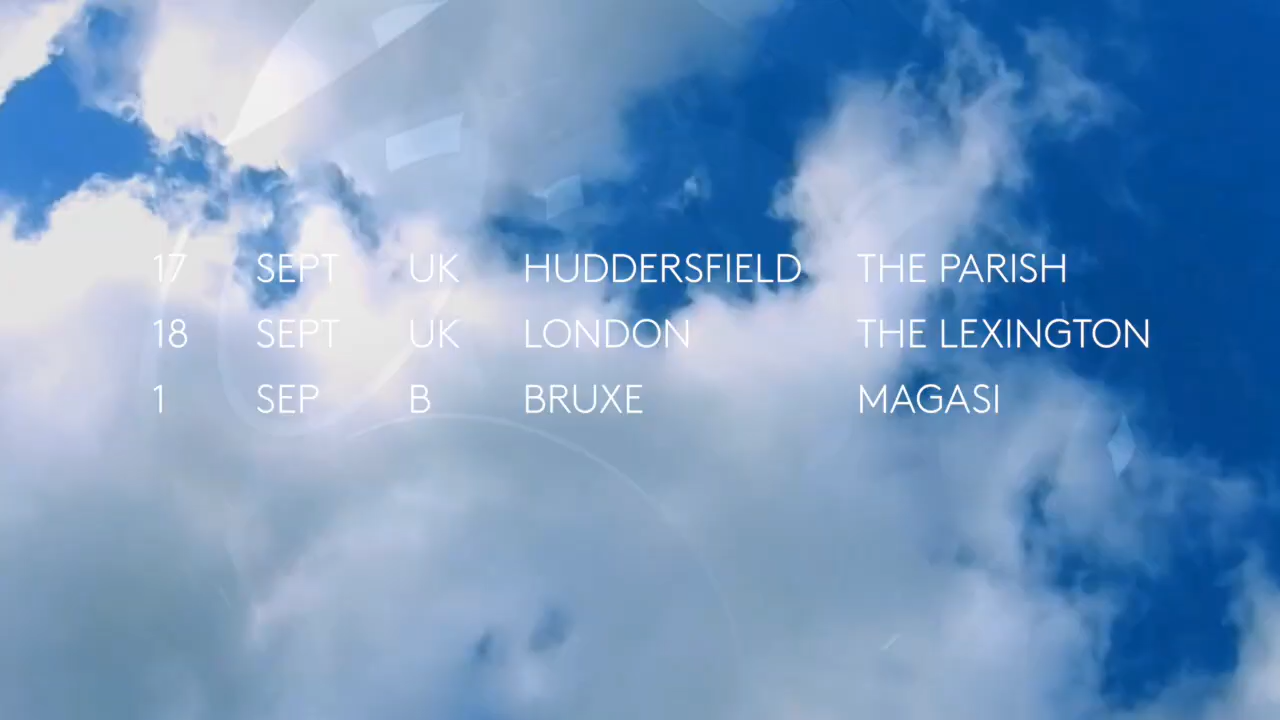 17 SEPT UK HUDDERSFIELD THE PARISH
18 SEPT UK LONDON THE LEXINGTON
1 SEP B BRUXE MAGASI